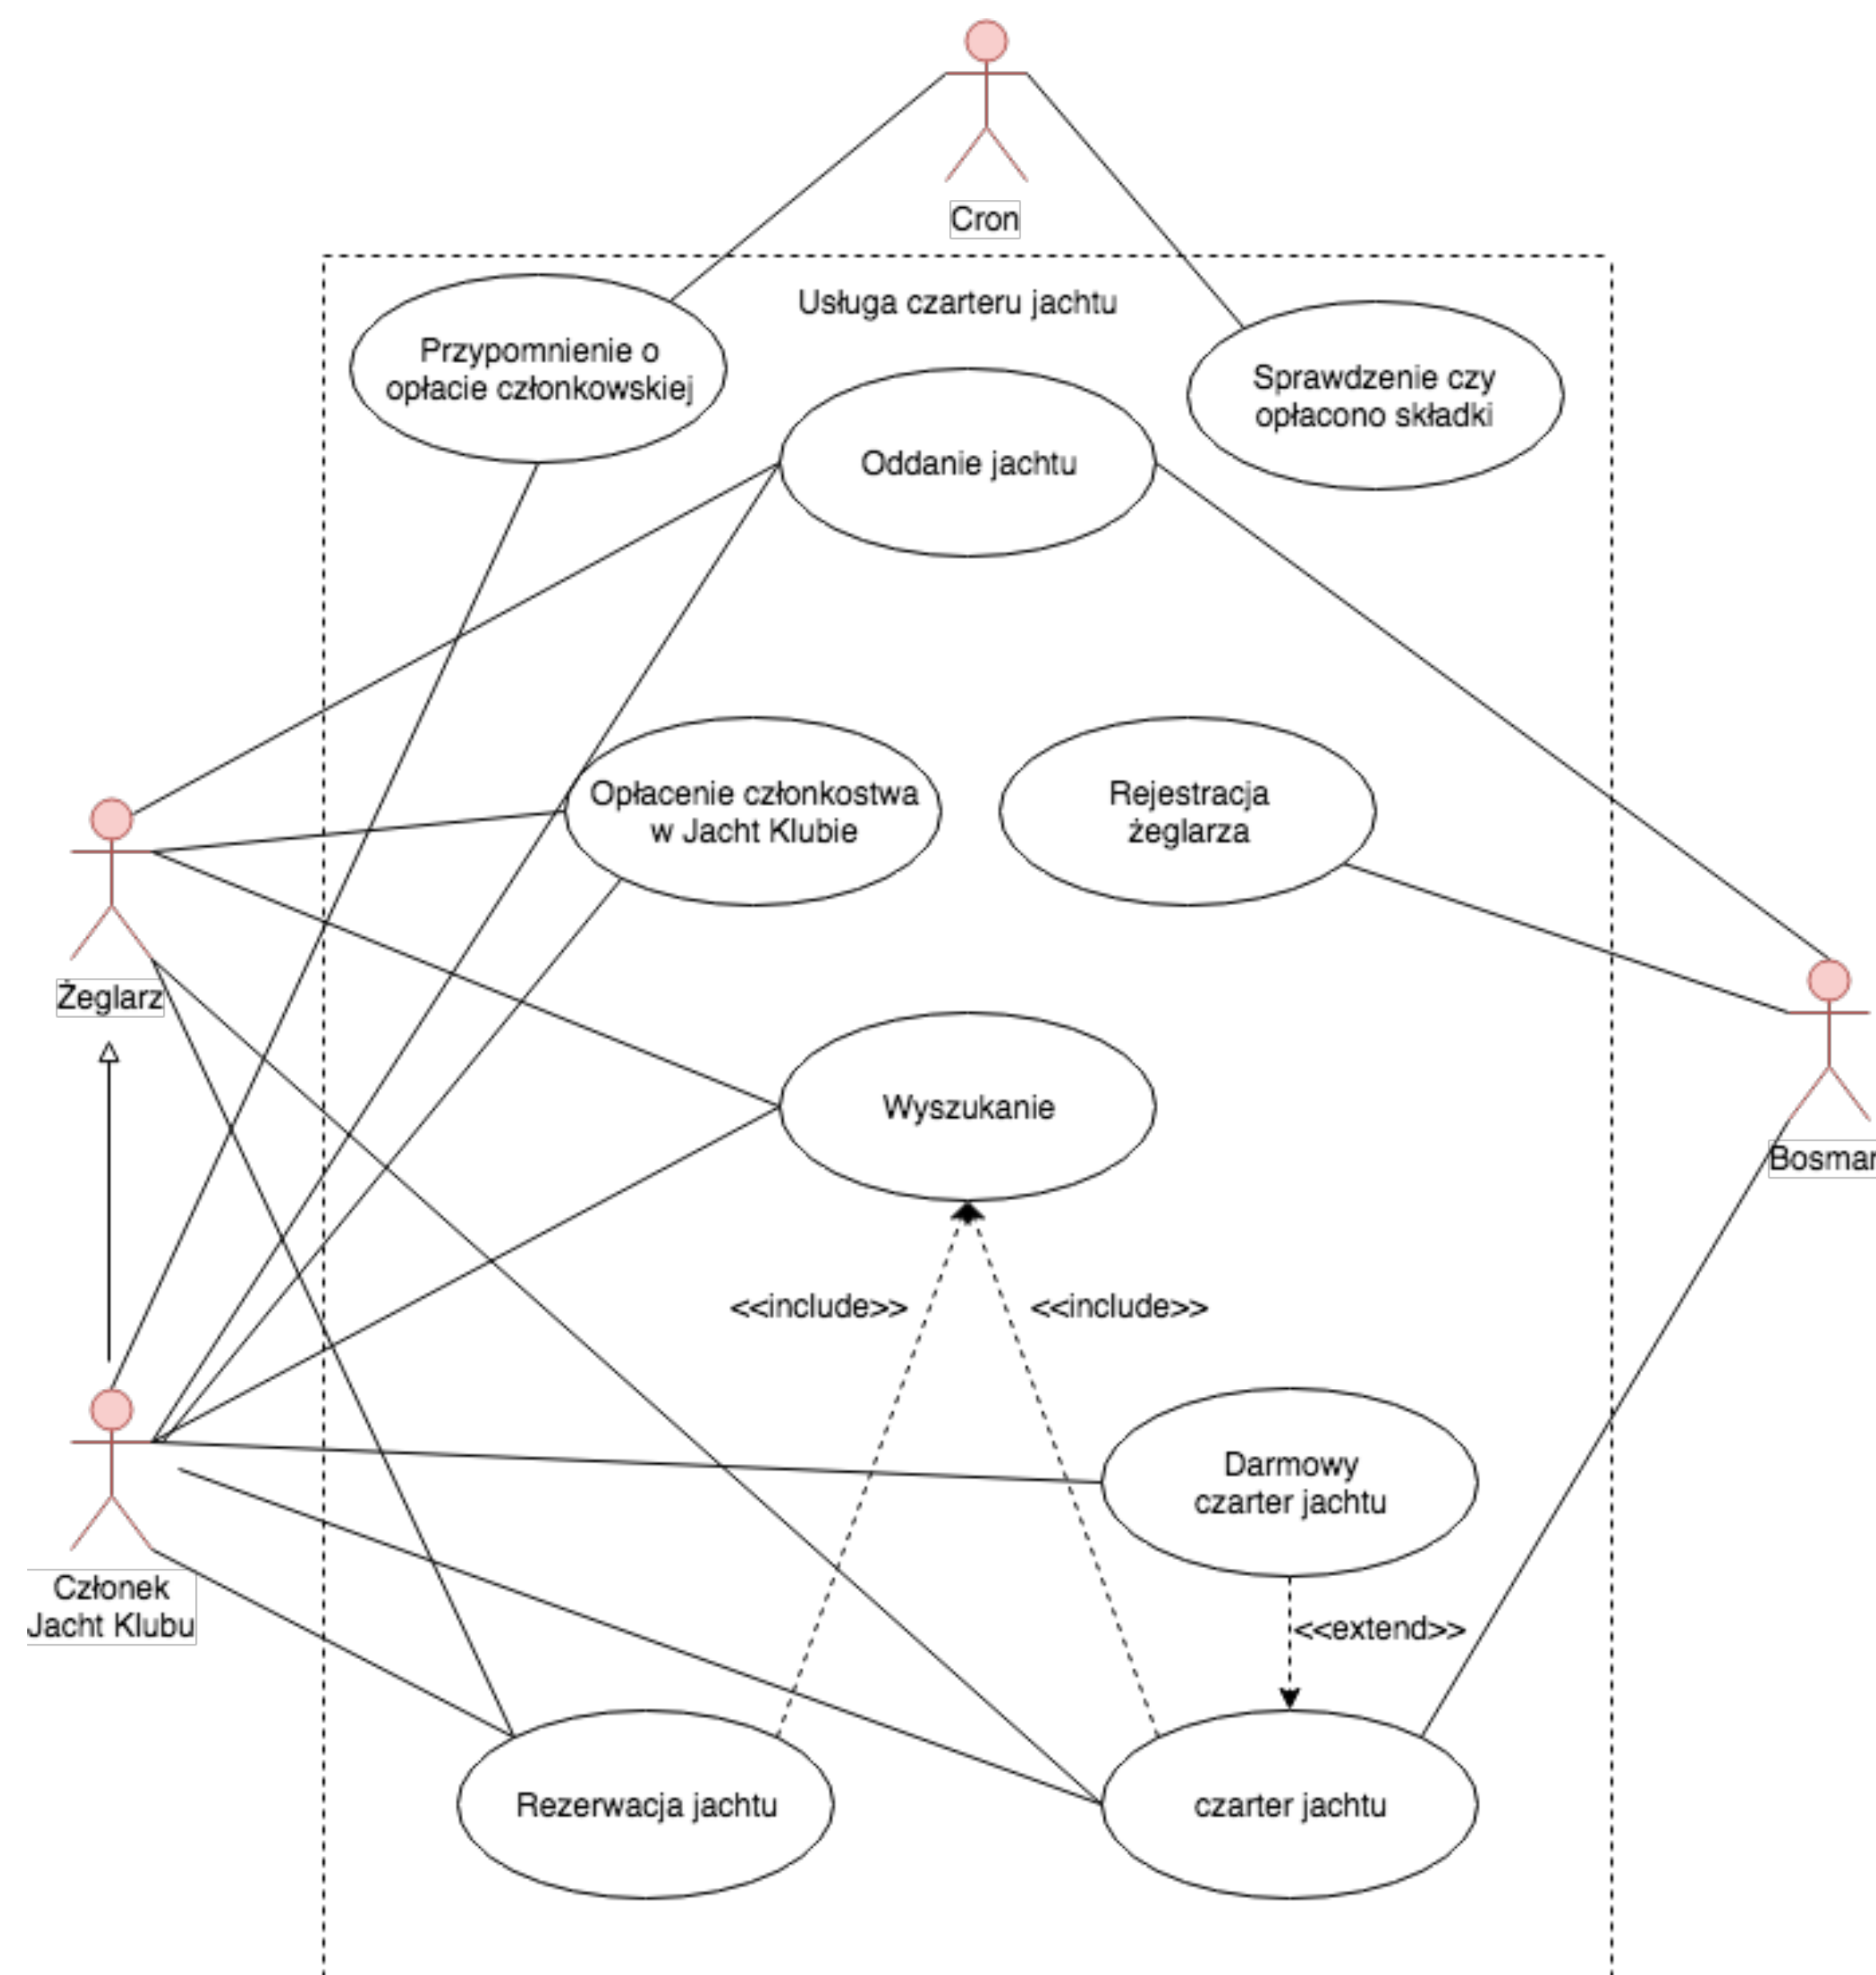 Cron
Usługa czarteru jachtu
Przypomnienie o
opłacie członkowskiej
Sprawdzenie czy
opłacono składki
Oddanie jachtu
Opłacenie członkostwa
w Jacht Klubie
Rejestracja
żeglarza
Żeglarz
Wyszukanie
<<include>>
<<include>>
Darmowy
czarter jachtu
Członek
Jacht Klubu
<<extend>>
Rezerwacja jachtu
czarter jachtu